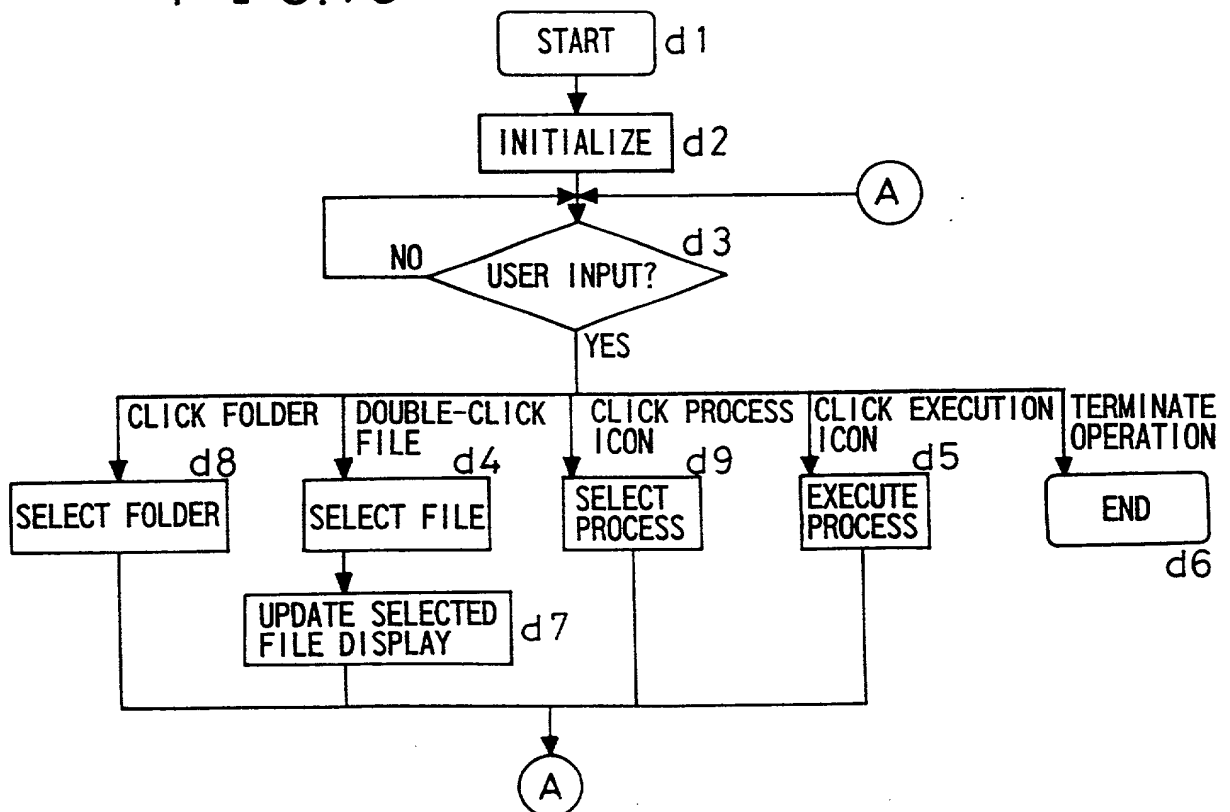 START d1
INITIALIZE d2
A
d3
NO
USER INPUT?
YES
CLICK FOLDER
DOUBLE-CLICK
FILE
CLICK PROCESS
ICON
CLICK EXECUTION
ICON
TERMINATE
OPERATION
d8
SELECT FOLDER
d4
SELECT FILE
d9
SELECT
PROCESS
d5
EXECUTE
PROCESS
END
d6
UPDATE SELECTED
FILE DISPLAY
d7
A